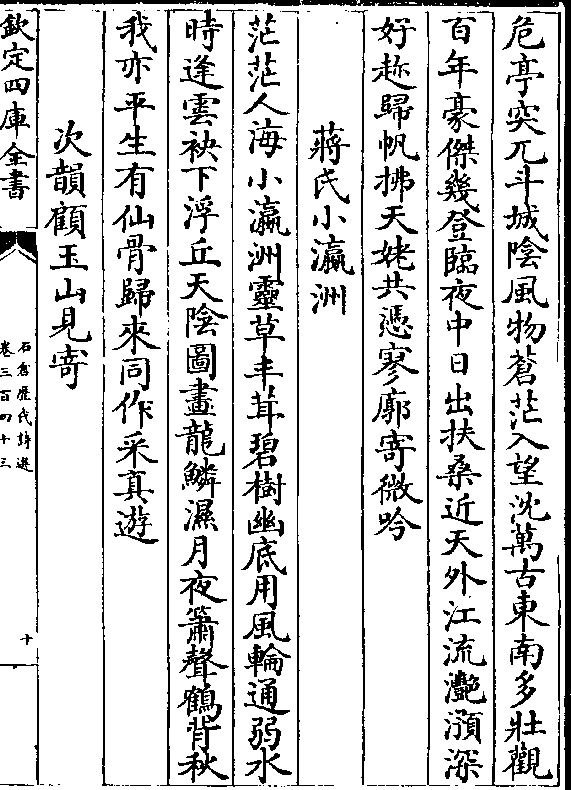 危亭突兀斗城陰風物蒼茫入望沈萬古東南多壯觀
百年豪傑幾登臨夜中日出扶桑近天外江流灔澦深
好趂歸帆拂天姥共憑寥廓寄微吟
蔣氏小瀛洲
茫茫人海小瀛洲靈草丰茸碧樹幽底用風輪通弱水
時逢雲袂下浮丘天陰圖畫龍鱗濕月夜簫聲鶴背秋
我亦平生有仙骨歸來同作采真遊
次韻顧玉山見寄
欽定四庫全書
石倉歷代詩選
卷三百四十三
十